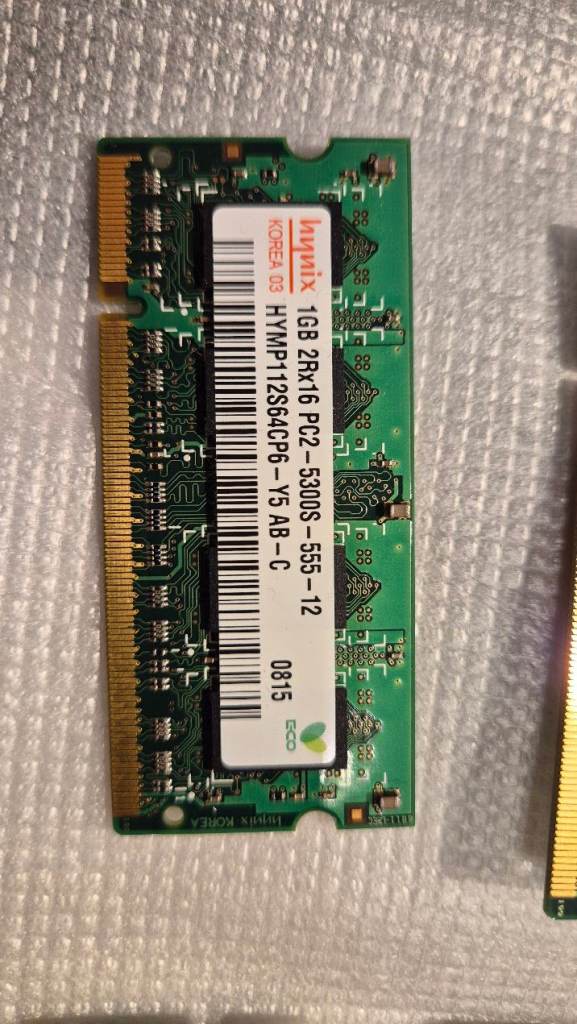 hynix
KOREA 03
1GB 2Rx16 PC2-5300S-555-12
HYMP112S64CP6-Y5 AB-C
0815
ECO
hynix KOREA